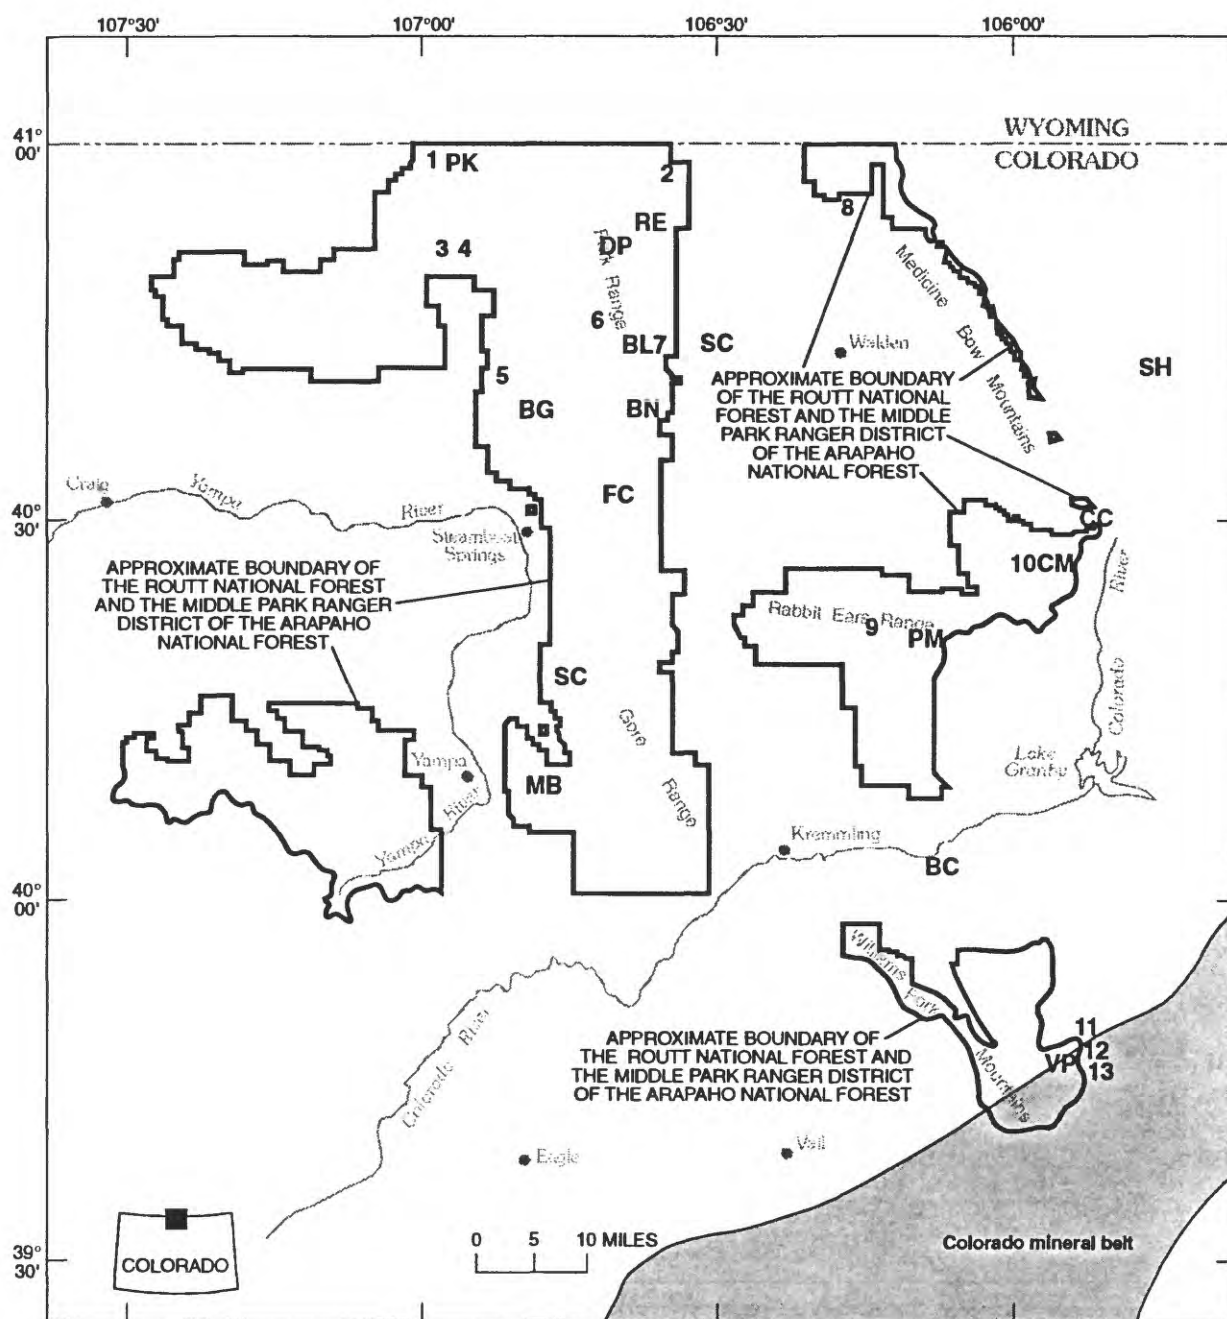 107°30' 107°00' 106°30' 106°00'
41°
00'
WYOMING
COLORADO
1 PK
2
8
RE
DP
3 4
Park Range
Medicine Bow Mountains
6
BL7 SC
Walden
SH
5
BG BN
APPROXIMATE BOUNDARY
OF THE ROUTT NATIONAL
FOREST AND THE MIDDLE
PARK RANGER DISTRICT
OF THE ARAPAHO
NATIONAL FOREST
Craig
Yampa River
FC
CC
40°
30'
Steamboat
Springs
10CM
River
APPROXIMATE BOUNDARY OF
THE ROUTT NATIONAL FOREST
AND THE MIDDLE PARK RANGER
DISTRICT OF THE ARAPAHO
NATIONAL FOREST
Rabbit Ears Range
9
PM
SC
Colorado
Gore Range
Yampa
MB
Lake
Granby
Yampa River
Kremmling
BC
40°
00'
Williams Fork Mountains
Colorado River
APPROXIMATE BOUNDARY OF
THE ROUTT NATIONAL FOREST AND
THE MIDDLE PARK RANGER DISTRICT
OF THE ARAPAHO NATIONAL FOREST
11
VP 12
13
Eagle
Vail
COLORADO
0 5 10 MILES
Colorado mineral belt
39°
30'